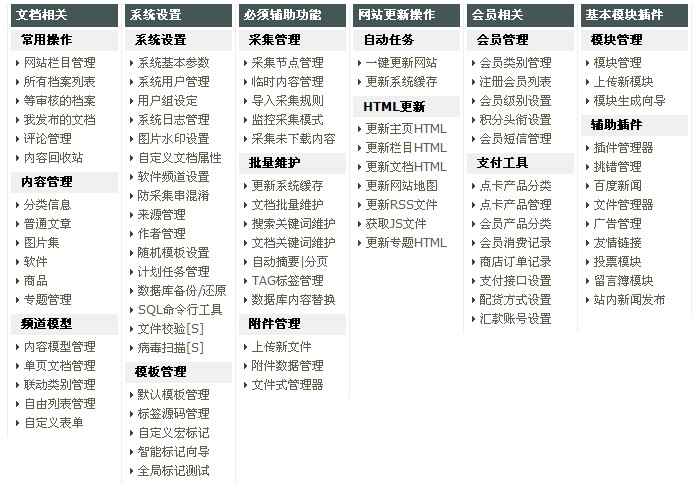 文档相关
常用操作
网站栏目管理
所有档案列表
等审核的档案
我发布的文档
评论管理
内容回收站
内容管理
分类信息
普通文章
图片集
软件
商品
专题管理
频道模型
内容模型管理
单页文档管理
联动类别管理
自由列表管理
自定义表单
系统设置
系统设置
系统基本参数
系统用户管理
用户组设定
系统日志管理
图片水印设置
自定义文档属性
软件频道设置
防采集串混淆
来源管理
作者管理
随机模板设置
计划任务管理
数据库备份/还原
SQL命令行工具
文件校验[S]
病毒扫描[S]
模板管理
默认模板管理
标签源码管理
自定义宏标记
智能标记向导
全局标记测试
必须辅助功能
采集管理
采集节点管理
临时内容管理
导入采集规则
监控采集模式
采集未下载内容
批量维护
更新系统缓存
文档批量维护
搜索关键词维护
文档关键词维护
自动摘要|分页
TAG标签管理
数据库内容替换
附件管理
上传新文件
附件数据管理
文件式管理器
网站更新操作
自动任务
一键更新网站
更新系统缓存
HTML更新
更新主页HTML
更新栏目HTML
更新文档HTML
更新网站地图
更新RSS文件
获取JS文件
更新专题HTML
会员相关
会员管理
会员类别管理
注册会员列表
会员级别设置
积分头衔设置
会员短信管理
支付工具
点卡产品分类
点卡产品管理
会员产品分类
会员消费记录
商店订单记录
支付接口设置
配货方式设置
汇款账号设置
基本模块插件
模块管理
模块管理
上传新模块
模块生成向导
辅助插件
插件管理器
挑错管理
百度新闻
文件管理器
广告管理
友情链接
投票模块
留言簿模块
站内新闻发布